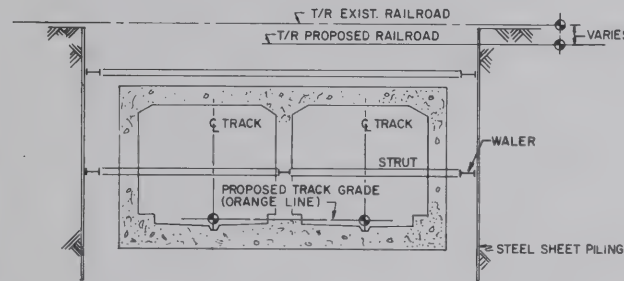 T/R EXIST. RAILROAD
T/R PROPOSED RAILROAD
VARIES
℄ TRACK
℄ TRACK
STRUT
WALER
PROPOSED TRACK GRADE
(ORANGE LINE)
STEEL SHEET PILING